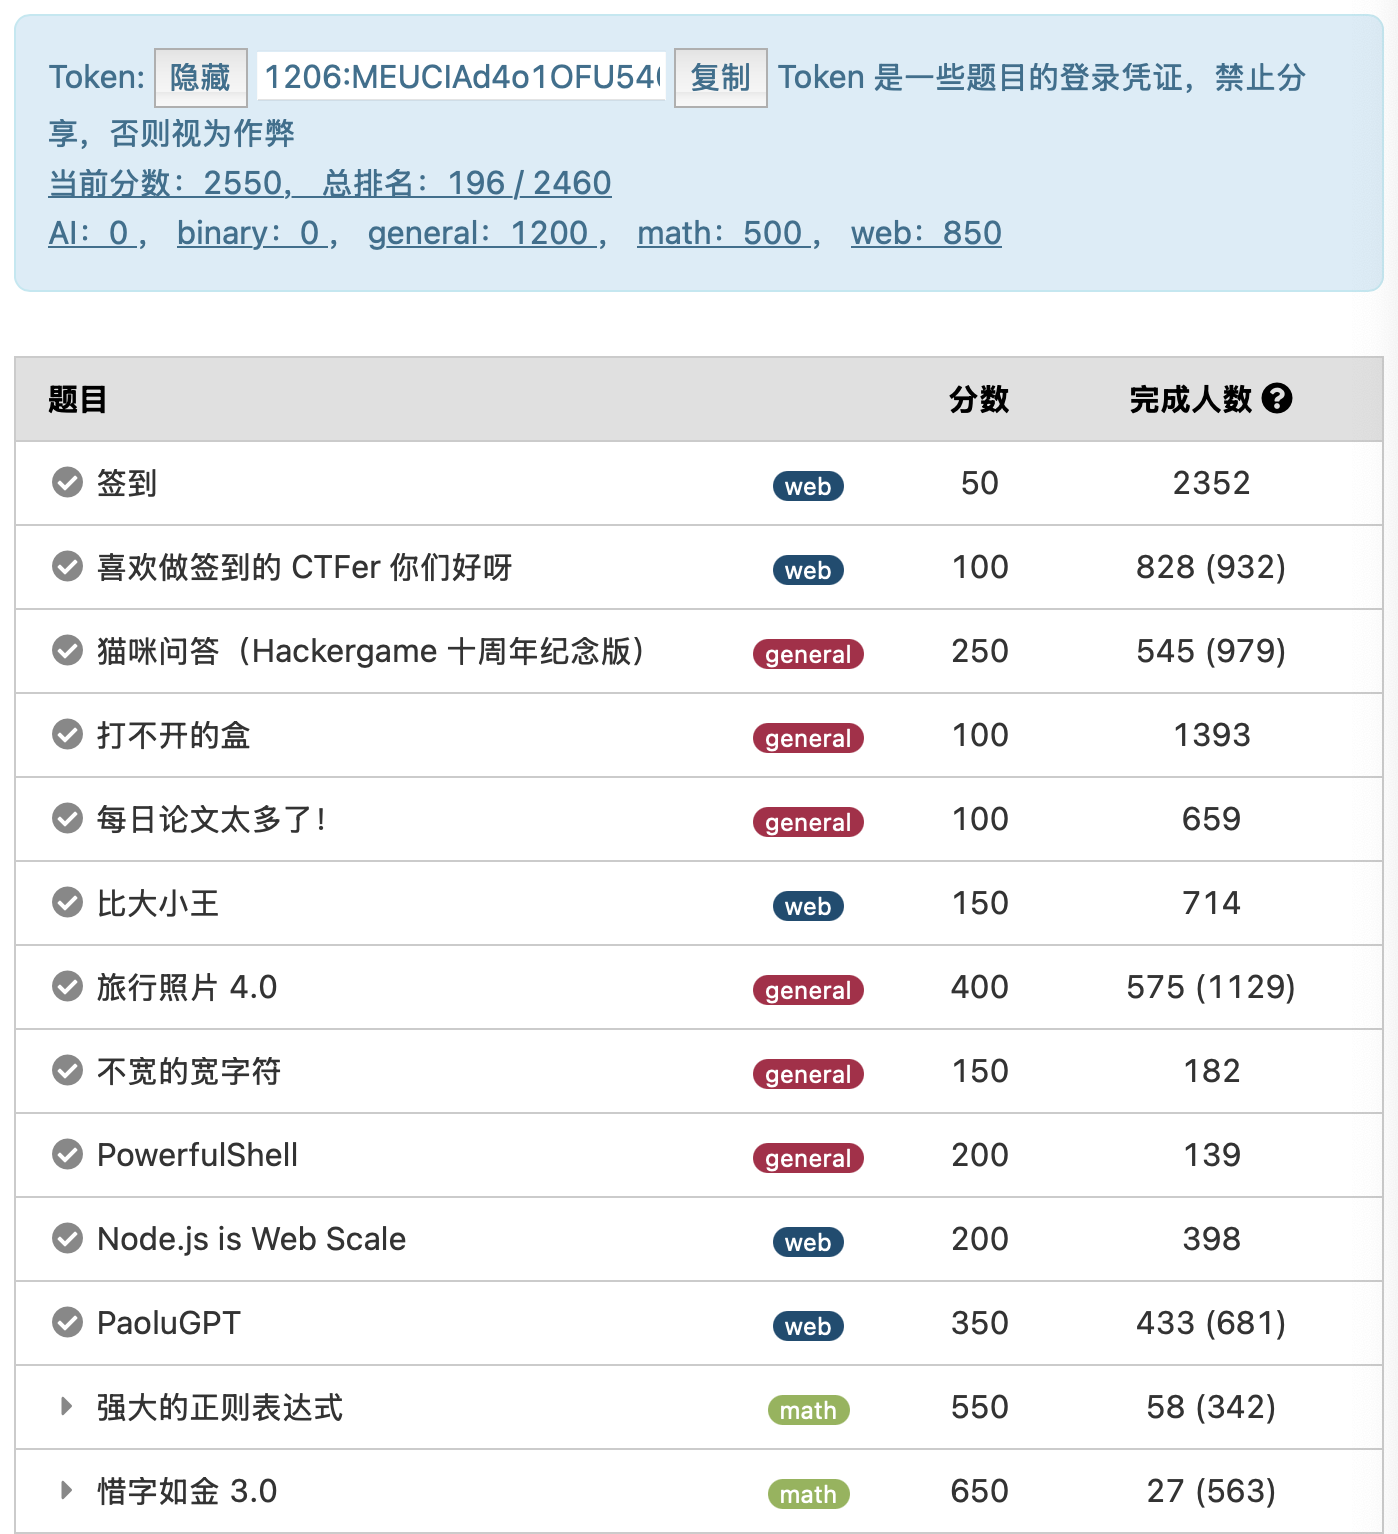 Token: 隐藏 1206:MEUCIAd4o1OFU54 复制 Token 是一些题目的登录凭证，禁止分
享，否则视为作弊
当前分数：2550， 总排名：196 / 2460
AI：0 ， binary：0 ， general：1200 ， math：500 ， web：850
题目 分数 完成人数 ?
签到 web 50 2352
喜欢做签到的 CTFer 你们好呀 web 100 828 (932)
猫咪问答（Hackergame 十周年纪念版） general 250 545 (979)
打不开的盒 general 100 1393
每日论文太多了！ general 100 659
比大小王 web 150 714
旅行照片 4.0 general 400 575 (1129)
不宽的宽字符 general 150 182
PowerfulShell general 200 139
Node.js is Web Scale web 200 398
PaoluGPT web 350 433 (681)
强大的正则表达式 math 550 58 (342)
惜字如金 3.0 math 650 27 (563)